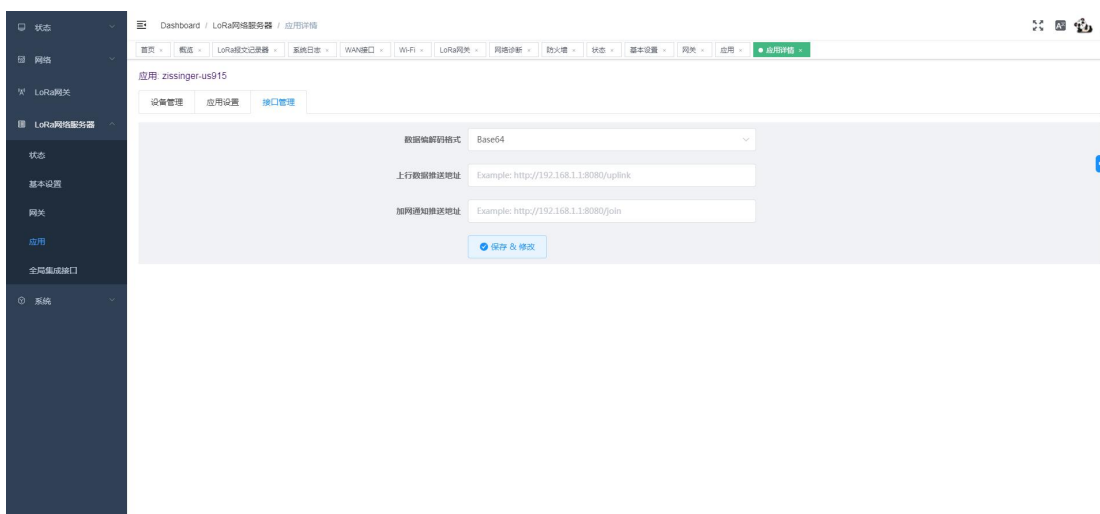 状态
Dashboard / LoRa网络服务器 / 应用详情
首页 × 概览 × LoRa报文记录器 × 系统日志 × WAN接口 × Wi-Fi × LoRa网关 × 网络诊断 × 防火墙 × 状态 × 基本设置 × 网关 × 应用 × 应用详情 ×
网络
应用: zissinger-us915
LoRa网关
设备管理 应用设置 接口管理
LoRa网络服务器
数据编解码格式 Base64
状态
上行数据推送地址 Example: http://192.168.1.1:8080/uplink
基本设置
网关
加网通知推送地址 Example: http://192.168.1.1:8080/join
应用
保存 & 修改
全局集成接口
系统